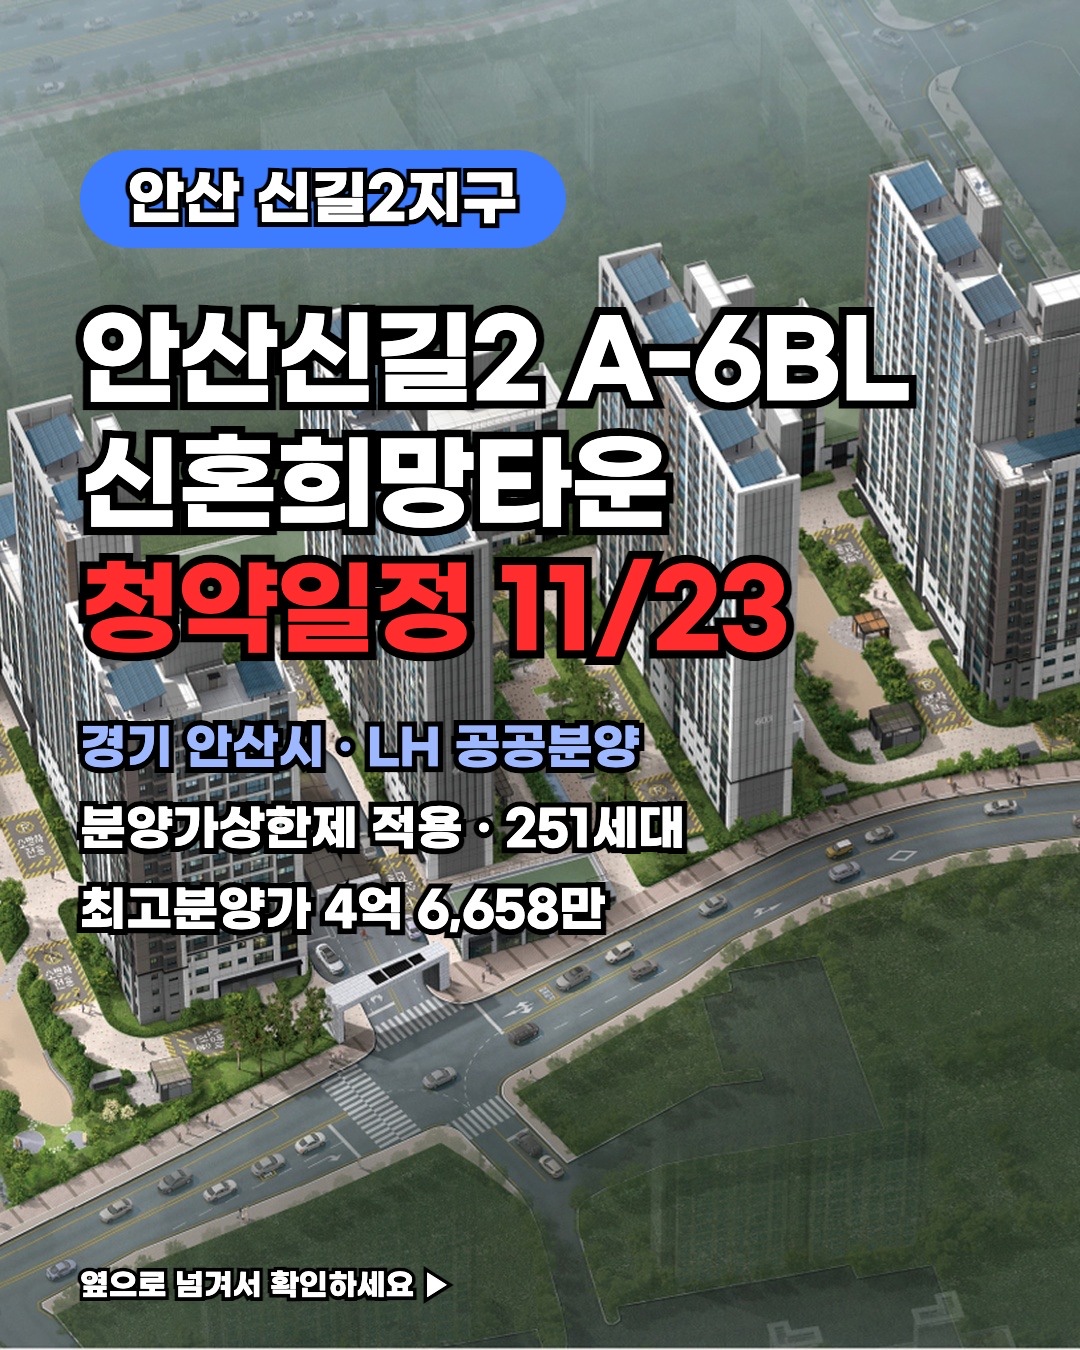 안산 신길2지구
안산신길2 A-6BL
신혼희망타운
청약일정 11/23
경기 안산시 · LH 공공분양
분양가상한제 적용 · 251세대
최고분양가 4억 6,658만
옆으로 넘겨서 확인하세요 ▶